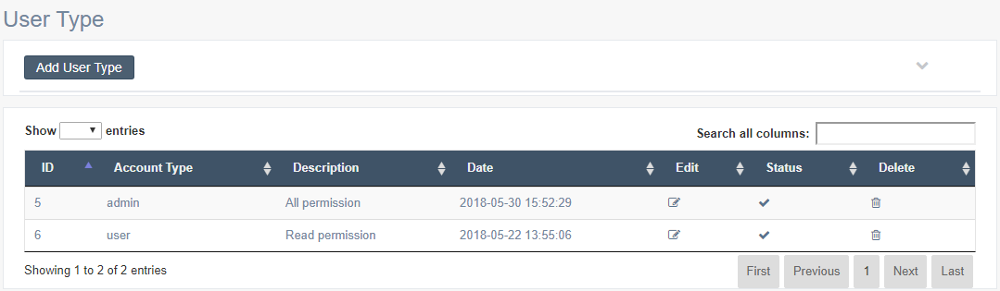 User Type
Add User Type
Show entries
Search all columns:
ID Account Type Description Date Edit Status Delete
5 admin All permission 2018-05-30 15:52:29
6 user Read permission 2018-05-22 13:55:06
Showing 1 to 2 of 2 entries
First Previous 1 Next Last